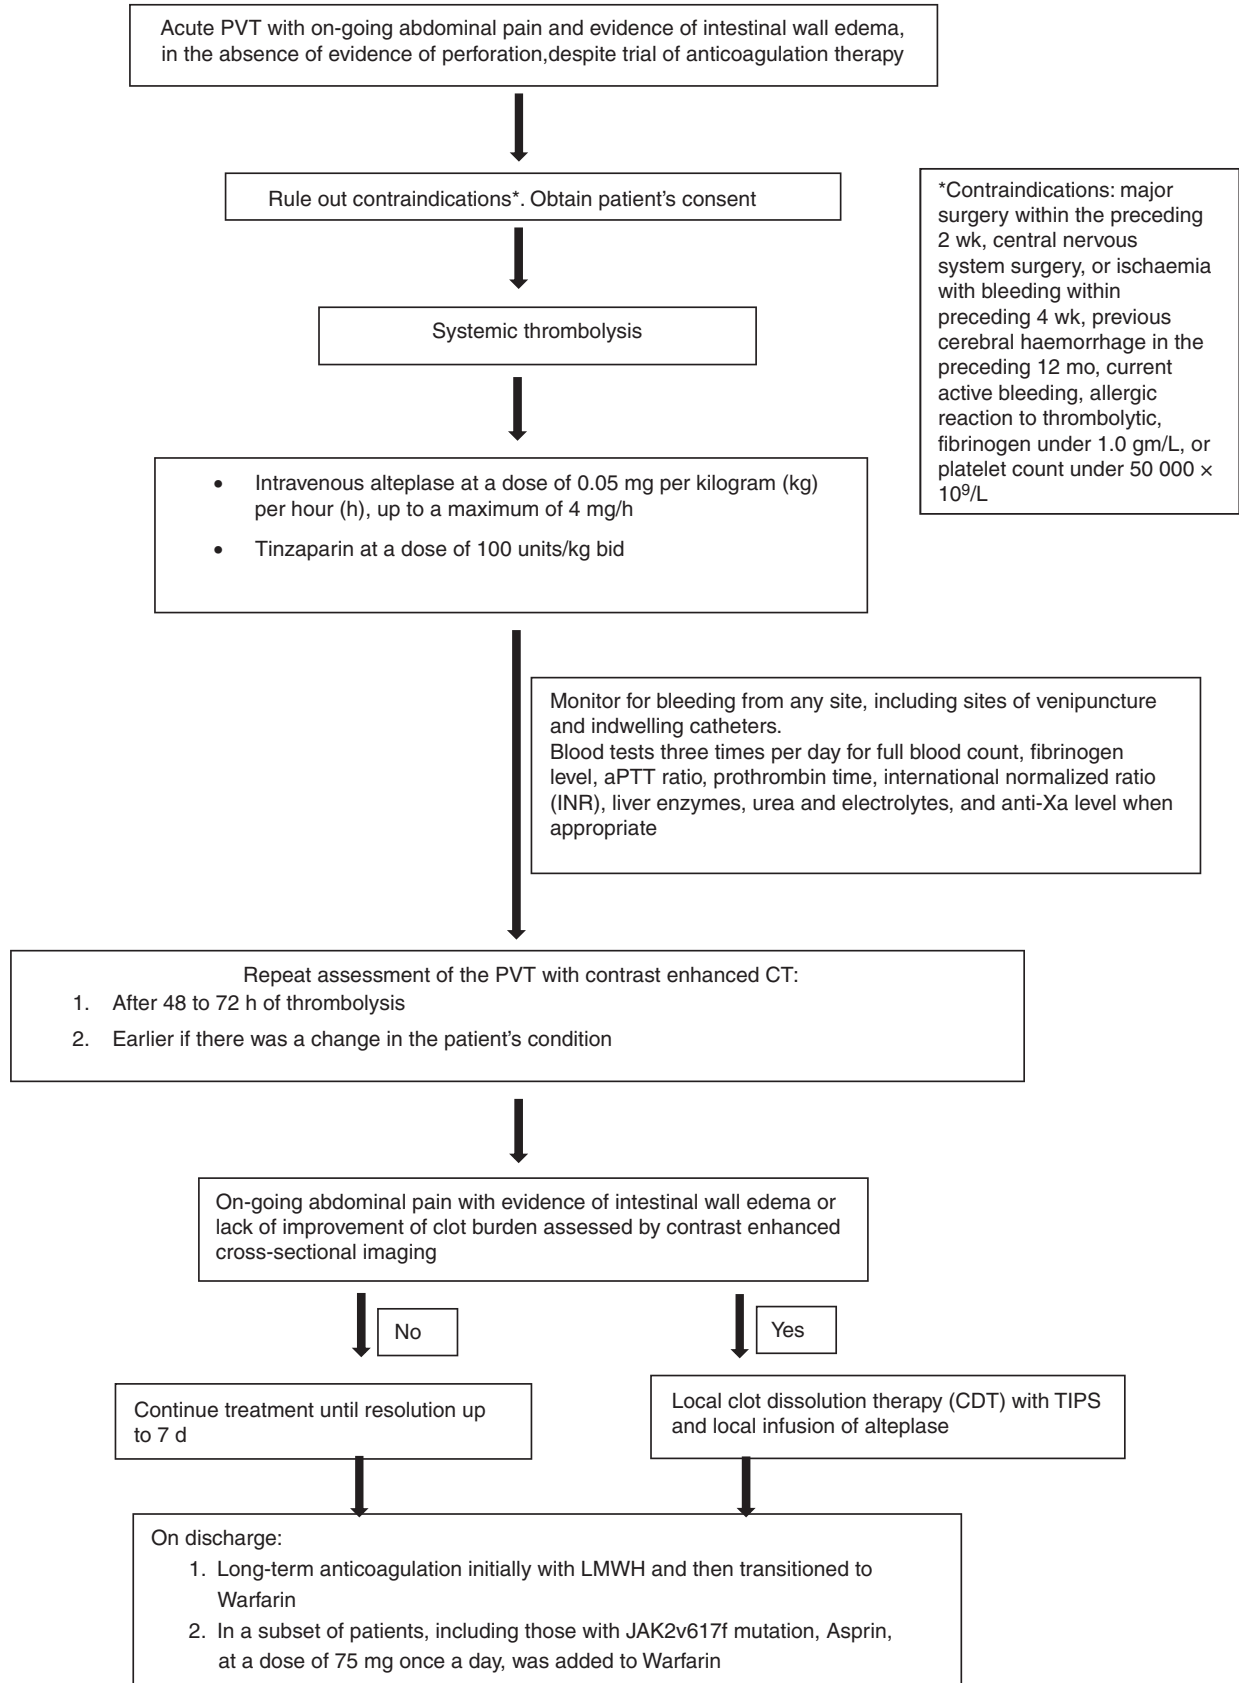 Acute PVT with on-going abdominal pain and evidence of intestinal wall edema,
in the absence of evidence of perforation,despite trial of anticoagulation therapy
Rule out contraindications*. Obtain patient's consent
*Contraindications: major
surgery within the preceding
2 wk, central nervous
system surgery, or ischaemia
with bleeding within
preceding 4 wk, previous
cerebral haemorrhage in the
preceding 12 mo, current
active bleeding, allergic
reaction to thrombolytic,
fibrinogen under 1.0 gm/L, or
platelet count under 50 000 ×
10⁹/L
Systemic thrombolysis
• Intravenous alteplase at a dose of 0.05 mg per kilogram (kg)
per hour (h), up to a maximum of 4 mg/h
• Tinzaparin at a dose of 100 units/kg bid
Monitor for bleeding from any site, including sites of venipuncture
and indwelling catheters.
Blood tests three times per day for full blood count, fibrinogen
level, aPTT ratio, prothrombin time, international normalized ratio
(INR), liver enzymes, urea and electrolytes, and anti-Xa level when
appropriate
Repeat assessment of the PVT with contrast enhanced CT:
1. After 48 to 72 h of thrombolysis
2. Earlier if there was a change in the patient's condition
On-going abdominal pain with evidence of intestinal wall edema or
lack of improvement of clot burden assessed by contrast enhanced
cross-sectional imaging
No
Yes
Continue treatment until resolution up
to 7 d
Local clot dissolution therapy (CDT) with TIPS
and local infusion of alteplase
On discharge:
1. Long-term anticoagulation initially with LMWH and then transitioned to
Warfarin
2. In a subset of patients, including those with JAK2v617f mutation, Asprin,
at a dose of 75 mg once a day, was added to Warfarin